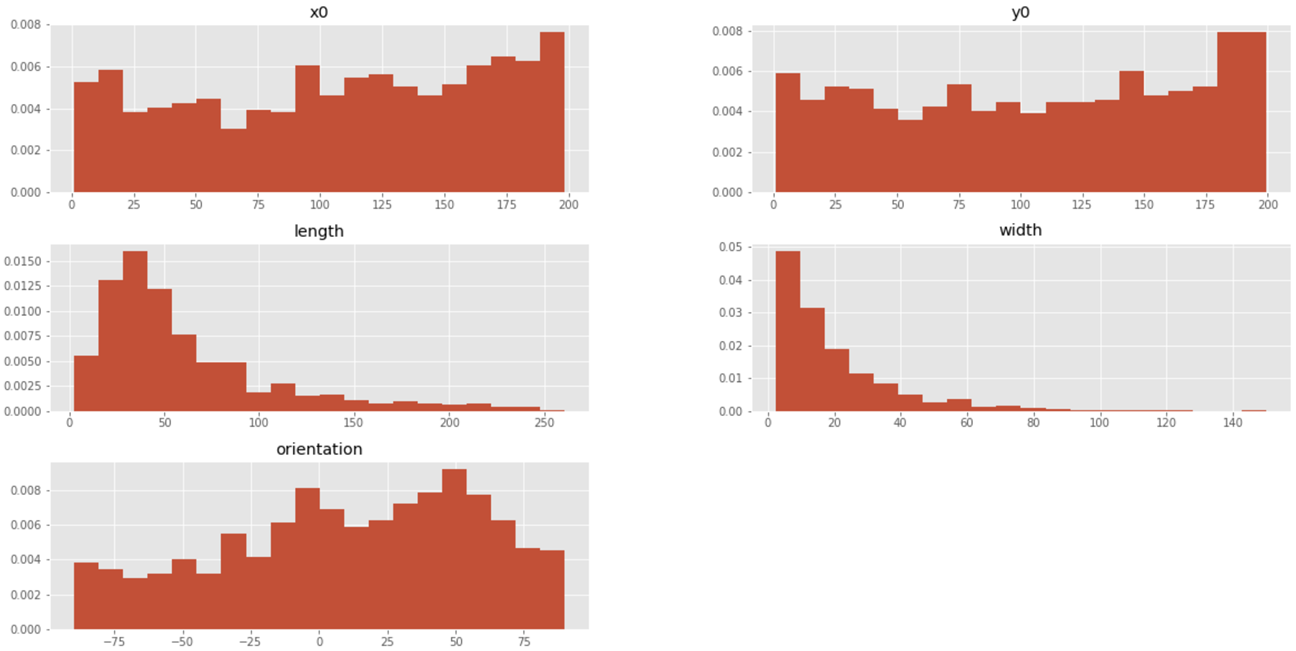 x0
0.008
0.006
0.004
0.002
0.000
0 25 50 75 100 125 150 175 200
y0
0.008
0.006
0.004
0.002
0.000
0 25 50 75 100 125 150 175 200
length
0.0150
0.0125
0.0100
0.0075
0.0050
0.0025
0.0000
0 50 100 150 200 250
width
0.05
0.04
0.03
0.02
0.01
0.00
0 20 40 60 80 100 120 140
orientation
0.008
0.006
0.004
0.002
0.000
−75 −50 −25 0 25 50 75